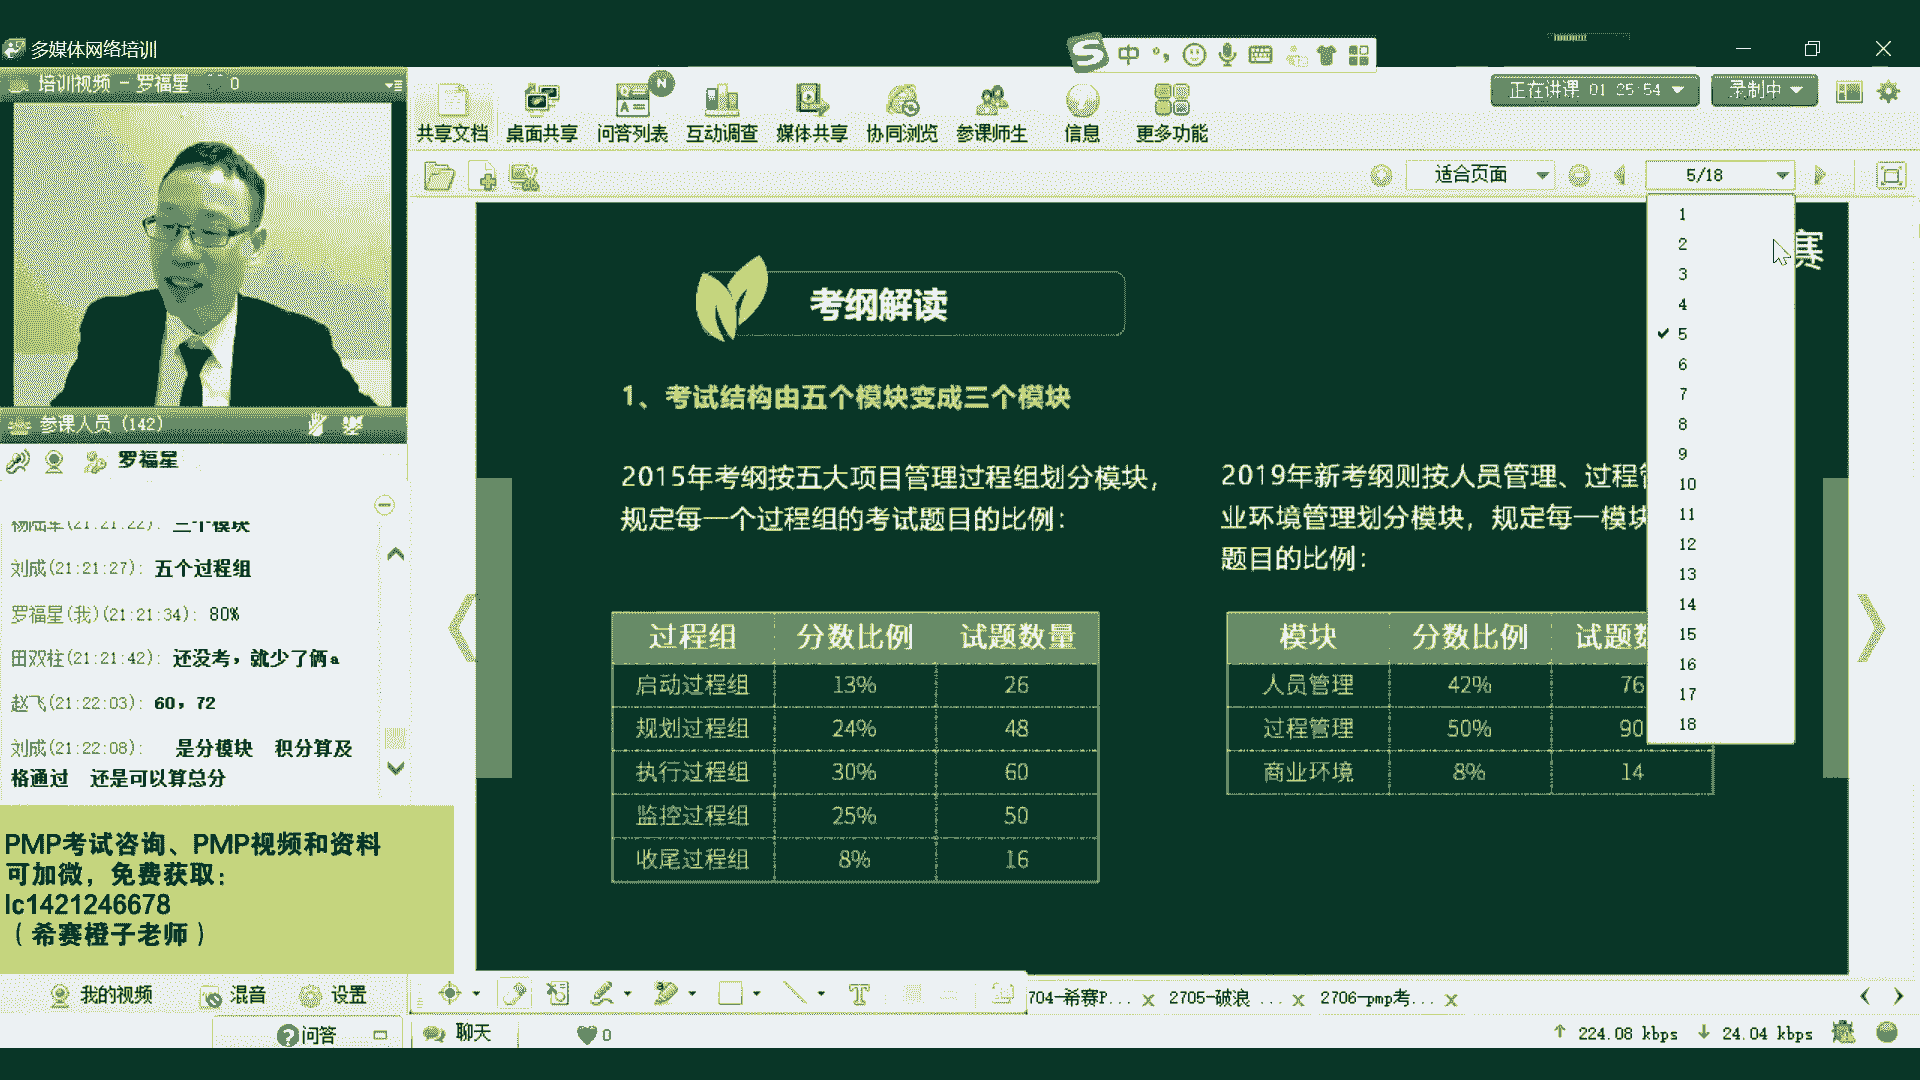 多媒体网络培训
培训视频 - 罗福星 0
中
N
共享文档 桌面共享 问答列表 互动调查 媒体共享 协同浏览 参课师生 信息 更多功能
正在讲课 01:25:54
录制中
适合页面
5/18
1
2
3
4
5
6
7
8
9
10
11
12
13
14
15
16
17
18
赛
考纲解读
1、考试结构由五个模块变成三个模块
2015年考纲按五大项目管理过程组划分模块，
规定每一个过程组的考试题目的比例：
过程组 分数比例 试题数量
启动过程组 13% 26
规划过程组 24% 48
执行过程组 30% 60
监控过程组 25% 50
收尾过程组 8% 16
2019年新考纲则按人员管理、过程
业环境管理划分模块，规定每一模块
题目的比例：
模块 分数比例 试题
人员管理 42% 76
过程管理 50% 90
商业环境 8% 14
参课人员（142）
罗福星
(21:21:22): 三个模块
刘成(21:21:27): 五个过程组
罗福星(我)(21:21:34): 80%
田双柱(21:21:42): 还没考，就少了俩a
赵飞(21:22:03): 60，72
刘成(21:22:08): 是分模块 积分算及
格通过 还是可以算总分
PMP考试咨询、PMP视频和资料
可加微，免费获取：
lc1421246678
（希赛橙子老师）
我的视频 混音 设置
问答
聊天
0
704-希赛P... 2705-破浪 ... 2706-pmp考...
224.08 kbps 24.04 kbps